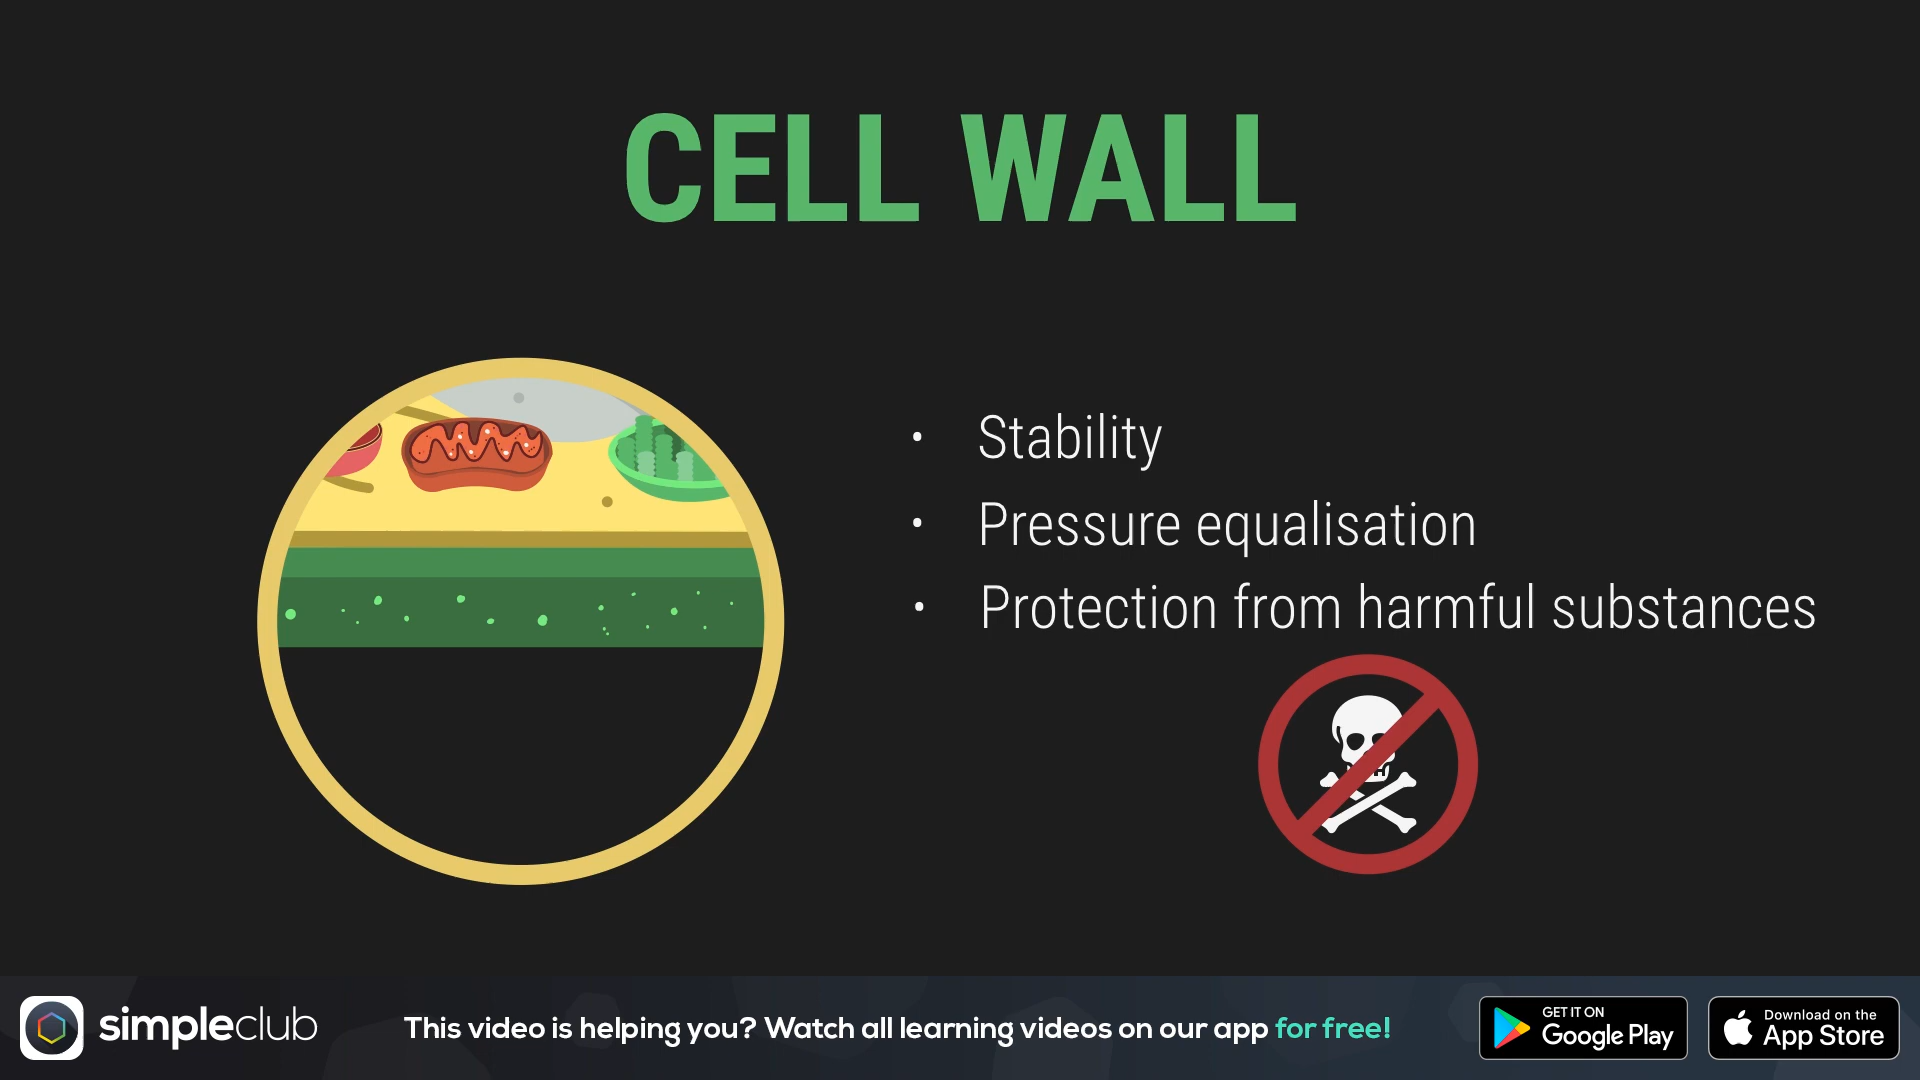 CELL WALL
• Stability
• Pressure equalisation
• Protection from harmful substances
simpleclub
This video is helping you? Watch all learning videos on our app for free!
GET IT ON
Google Play
Download on the
App Store